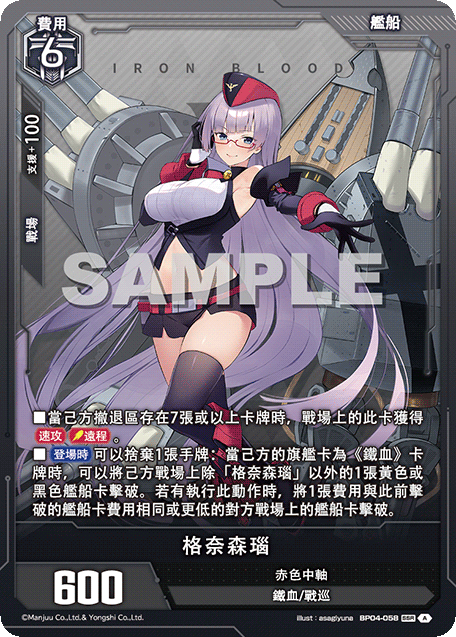 費用
6
艦船
IRON BLOOD
支援+100
戰場
SAMPLE
■當己方撤退區存在7張或以上卡牌時，戰場上的此卡獲得
速攻 遠程 。
■ 登場時 可以捨棄1張手牌：當己方的旗艦卡為《鐵血》卡
牌時，可以將己方戰場上除「格奈森瑙」以外的1張黃色或
黑色艦船卡擊破。若有執行此動作時，將1張費用與此前擊
破的艦船卡費用相同或更低的對方戰場上的艦船卡擊破。
格奈森瑙
600
赤色中軸
鐵血/戰巡
©Manjuu Co.,Ltd.& Yongshi Co.,Ltd.
illust : asagiyuna BP04-058 SSR A